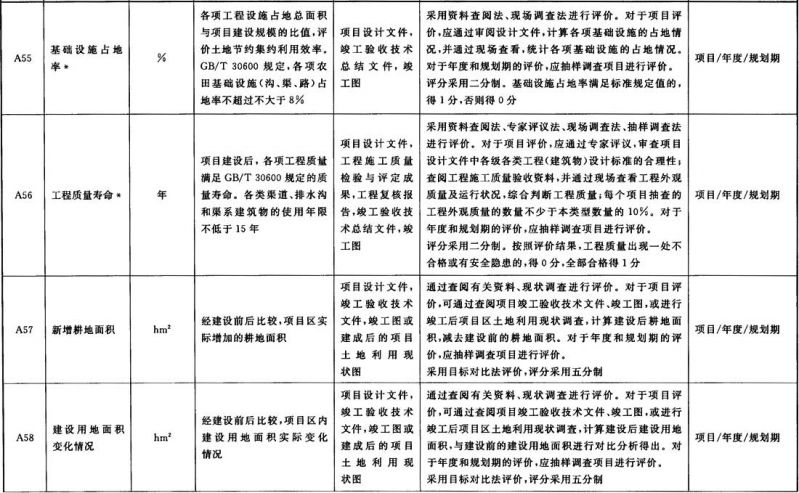 A55
基础设施占地
率*
%
各项工程设施占地总面积
与项目建设规模的比值,评
价土地节约集约利用效率。
GB/T 30600 规定,各项农
田基础设施(沟、渠、路)占
地率不超过不大于 8%
项目设计文件,
竣工验收技术
总结文件,竣
工图
采用资料查阅法、现场调查法进行评价。对于项目评
价,应通过审阅设计文件,计算各项基础设施的占地情
况,并通过现场查看,统计各项基础设施的占地情况。
对于年度和规划期的评价,应抽样调查项目进行评价。
评分采用二分制。基础设施占地率满足标准规定值的,
得 1 分,否则得 0 分
项目/年度/规划期
A56
工程质量寿命*
年
项目建设后,各项工程质量
满足 GB/T 30600 规定的质
量寿命。各类渠道、排水沟
和渠系建筑物的使用年限
不低于 15 年
项目设计文件,
工程施工质量
检验与评定成
果,工程复核报
告,竣工验收技
术总结文件,竣
工图
采用资料查阅法、专家评议法、现场调查法、抽样调查法
进行评价。对于项目评价,应通过专家评议,审查项目
设计文件中各级各类工程(建筑物)设计标准的合理性;
查阅工程施工质量验收资料,并通过现场查看工程外观
质量及运行状况,综合判断工程质量;每个项目抽查的
工程外观质量的数量不少于本类型数量的 10%。对于
年度和规划期的评价,应抽样调查项目进行评价。
评分采用二分制。按照评价结果,工程质量出现一处不
合格或有安全隐患的,得 0 分,全部合格得 1 分
项目/年度/规划期
A57
新增耕地面积
hm²
经建设前后比较,项目区实
际增加的耕地面积
项目设计文件,
竣工验收技术
文件,竣工图或
建成后的项目
土地利用现
状图
通过查阅有关资料、现状调查进行评价。对于项目评
价,可通过查阅项目竣工验收技术文件、竣工图,或进行
竣工后项目区土地利用现状调查,计算建设后耕地面
积,减去建设前的耕地面积。对于年度和规划期的评
价,应抽样调查项目进行评价。
采用目标对比法评价,评分采用五分制
项目/年度/规划期
A58
建设用地面积
变化情况
hm²
经建设前后比较,项目区内
建设用地面积实际变化
情况
项目设计文件,
竣工验收技术
文件,竣工图或
建成后的项目
土地利用现
状图
通过查阅有关资料、现状调查进行评价。对于项目评
价,可通过查阅项目竣工验收技术文件、竣工图,或进行
竣工后项目区土地利用现状调查,计算建设后建设用地
面积,与建设前的建设用地面积进行对比分析得出。对
于年度和规划期的评价,应抽样调查项目进行评价。
采用目标对比法评价,评分采用五分制
项目/年度/规划期